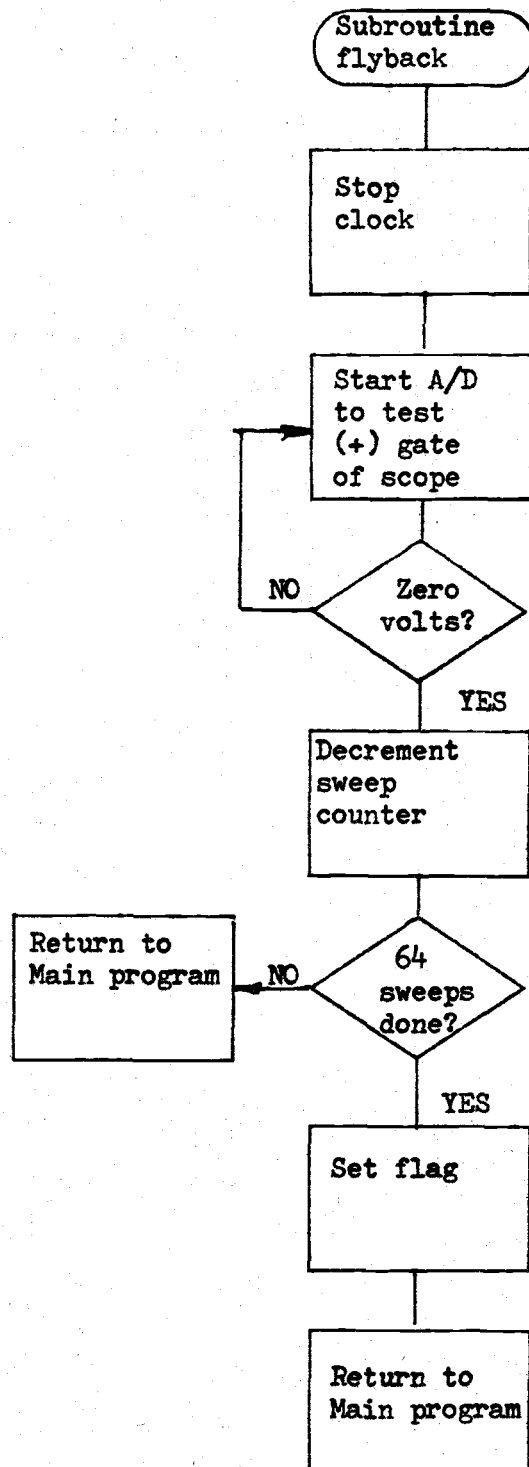 Subroutine
flyback
Stop
clock
Start A/D
to test
(+) gate
of scope
NO
Zero
volts?
YES
Decrement
sweep
counter
Return to
Main program
NO
64
sweeps
done?
YES
Set flag
Return to
Main program